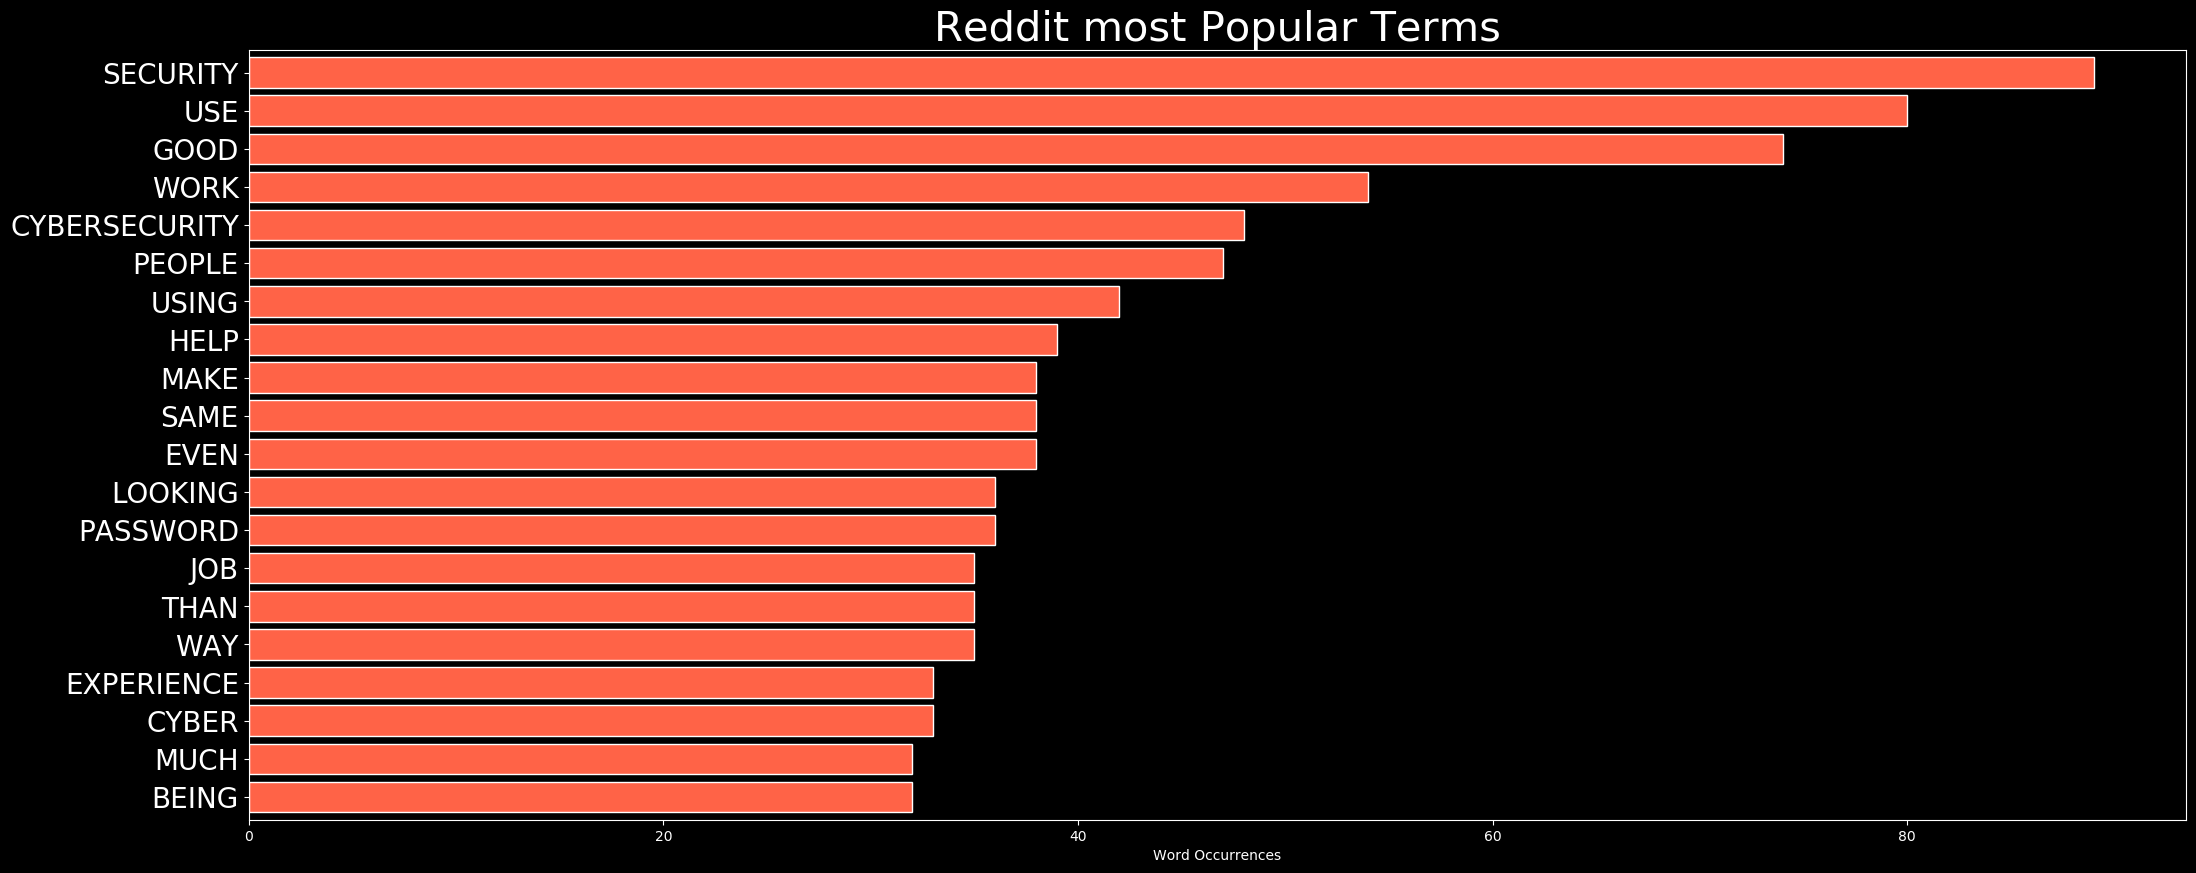 Reddit most Popular Terms
SECURITY
USE
GOOD
WORK
CYBERSECURITY
PEOPLE
USING
HELP
MAKE
SAME
EVEN
LOOKING
PASSWORD
JOB
THAN
WAY
EXPERIENCE
CYBER
MUCH
BEING
0 20 40 60 80
Word Occurrences